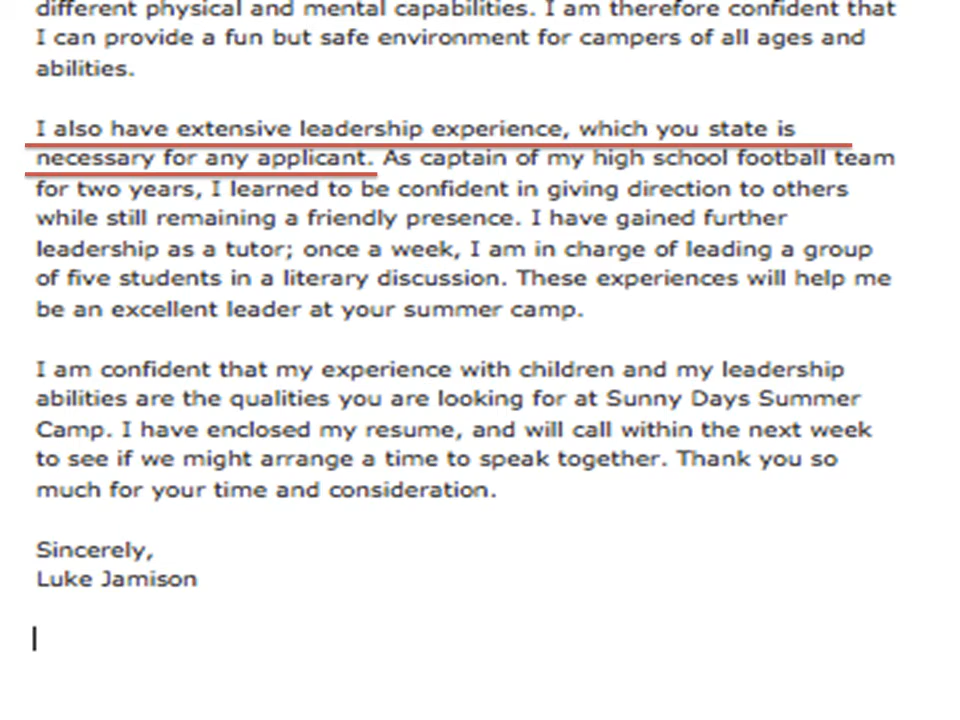 different physical and mental capabilities. I am therefore confident that
I can provide a fun but safe environment for campers of all ages and
abilities.
I also have extensive leadership experience, which you state is
necessary for any applicant. As captain of my high school football team
for two years, I learned to be confident in giving direction to others
while still remaining a friendly presence. I have gained further
leadership as a tutor; once a week, I am in charge of leading a group
of five students in a literary discussion. These experiences will help me
be an excellent leader at your summer camp.
I am confident that my experience with children and my leadership
abilities are the qualities you are looking for at Sunny Days Summer
Camp. I have enclosed my resume, and will call within the next week
to see if we might arrange a time to speak together. Thank you so
much for your time and consideration.
Sincerely,
Luke Jamison